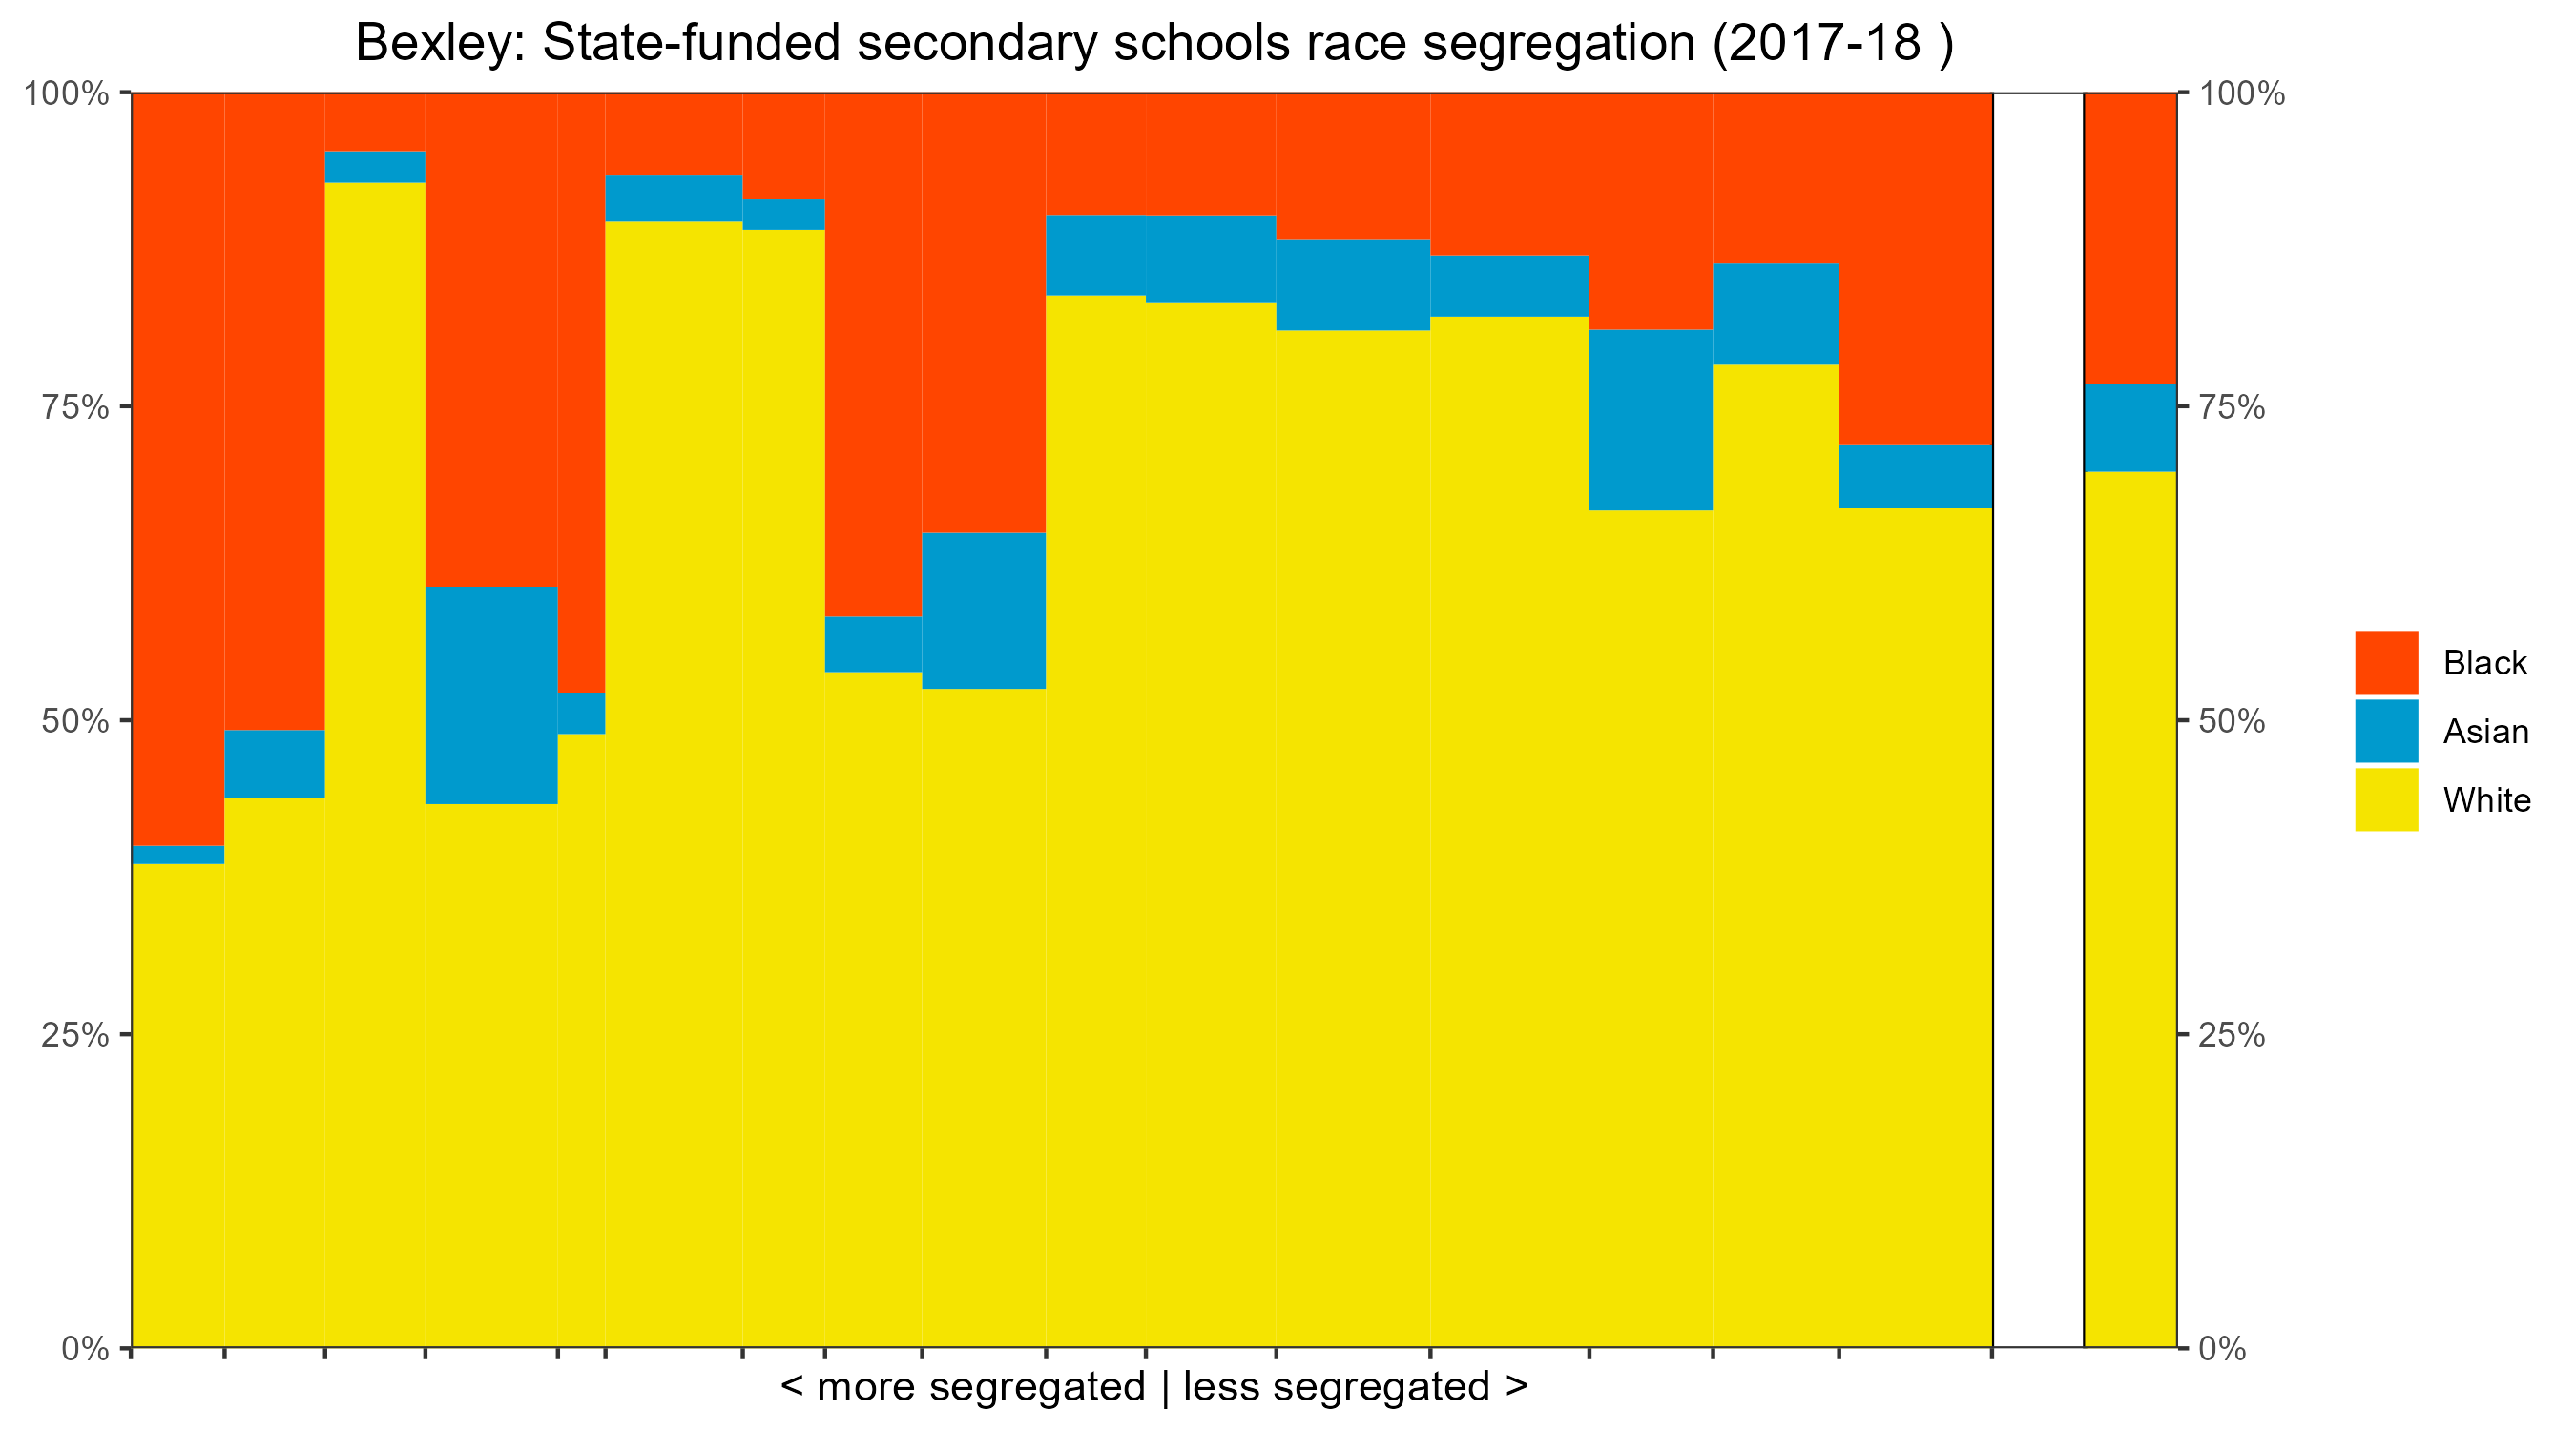 Bexley: State-funded secondary schools race segregation (2017-18 )
100%
75%
50%
25%
0%
100%
75%
50%
25%
0%
Black
Asian
White
< more segregated | less segregated >